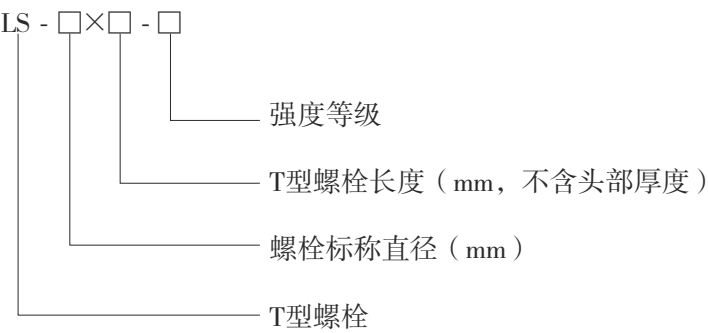 LS - □×□ - □
强度等级
T型螺栓长度（mm，不含头部厚度）
螺栓标称直径（mm）
T型螺栓